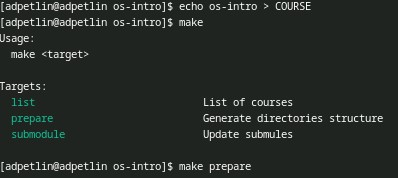 [adpetlin@adpetlin os-intro]$ echo os-intro > COURSE
[adpetlin@adpetlin os-intro]$ make
Usage:
  make <target>

Targets:
  list                          List of courses
  prepare                       Generate directories structure
  submodule                     Update submules

[adpetlin@adpetlin os-intro]$ make prepare